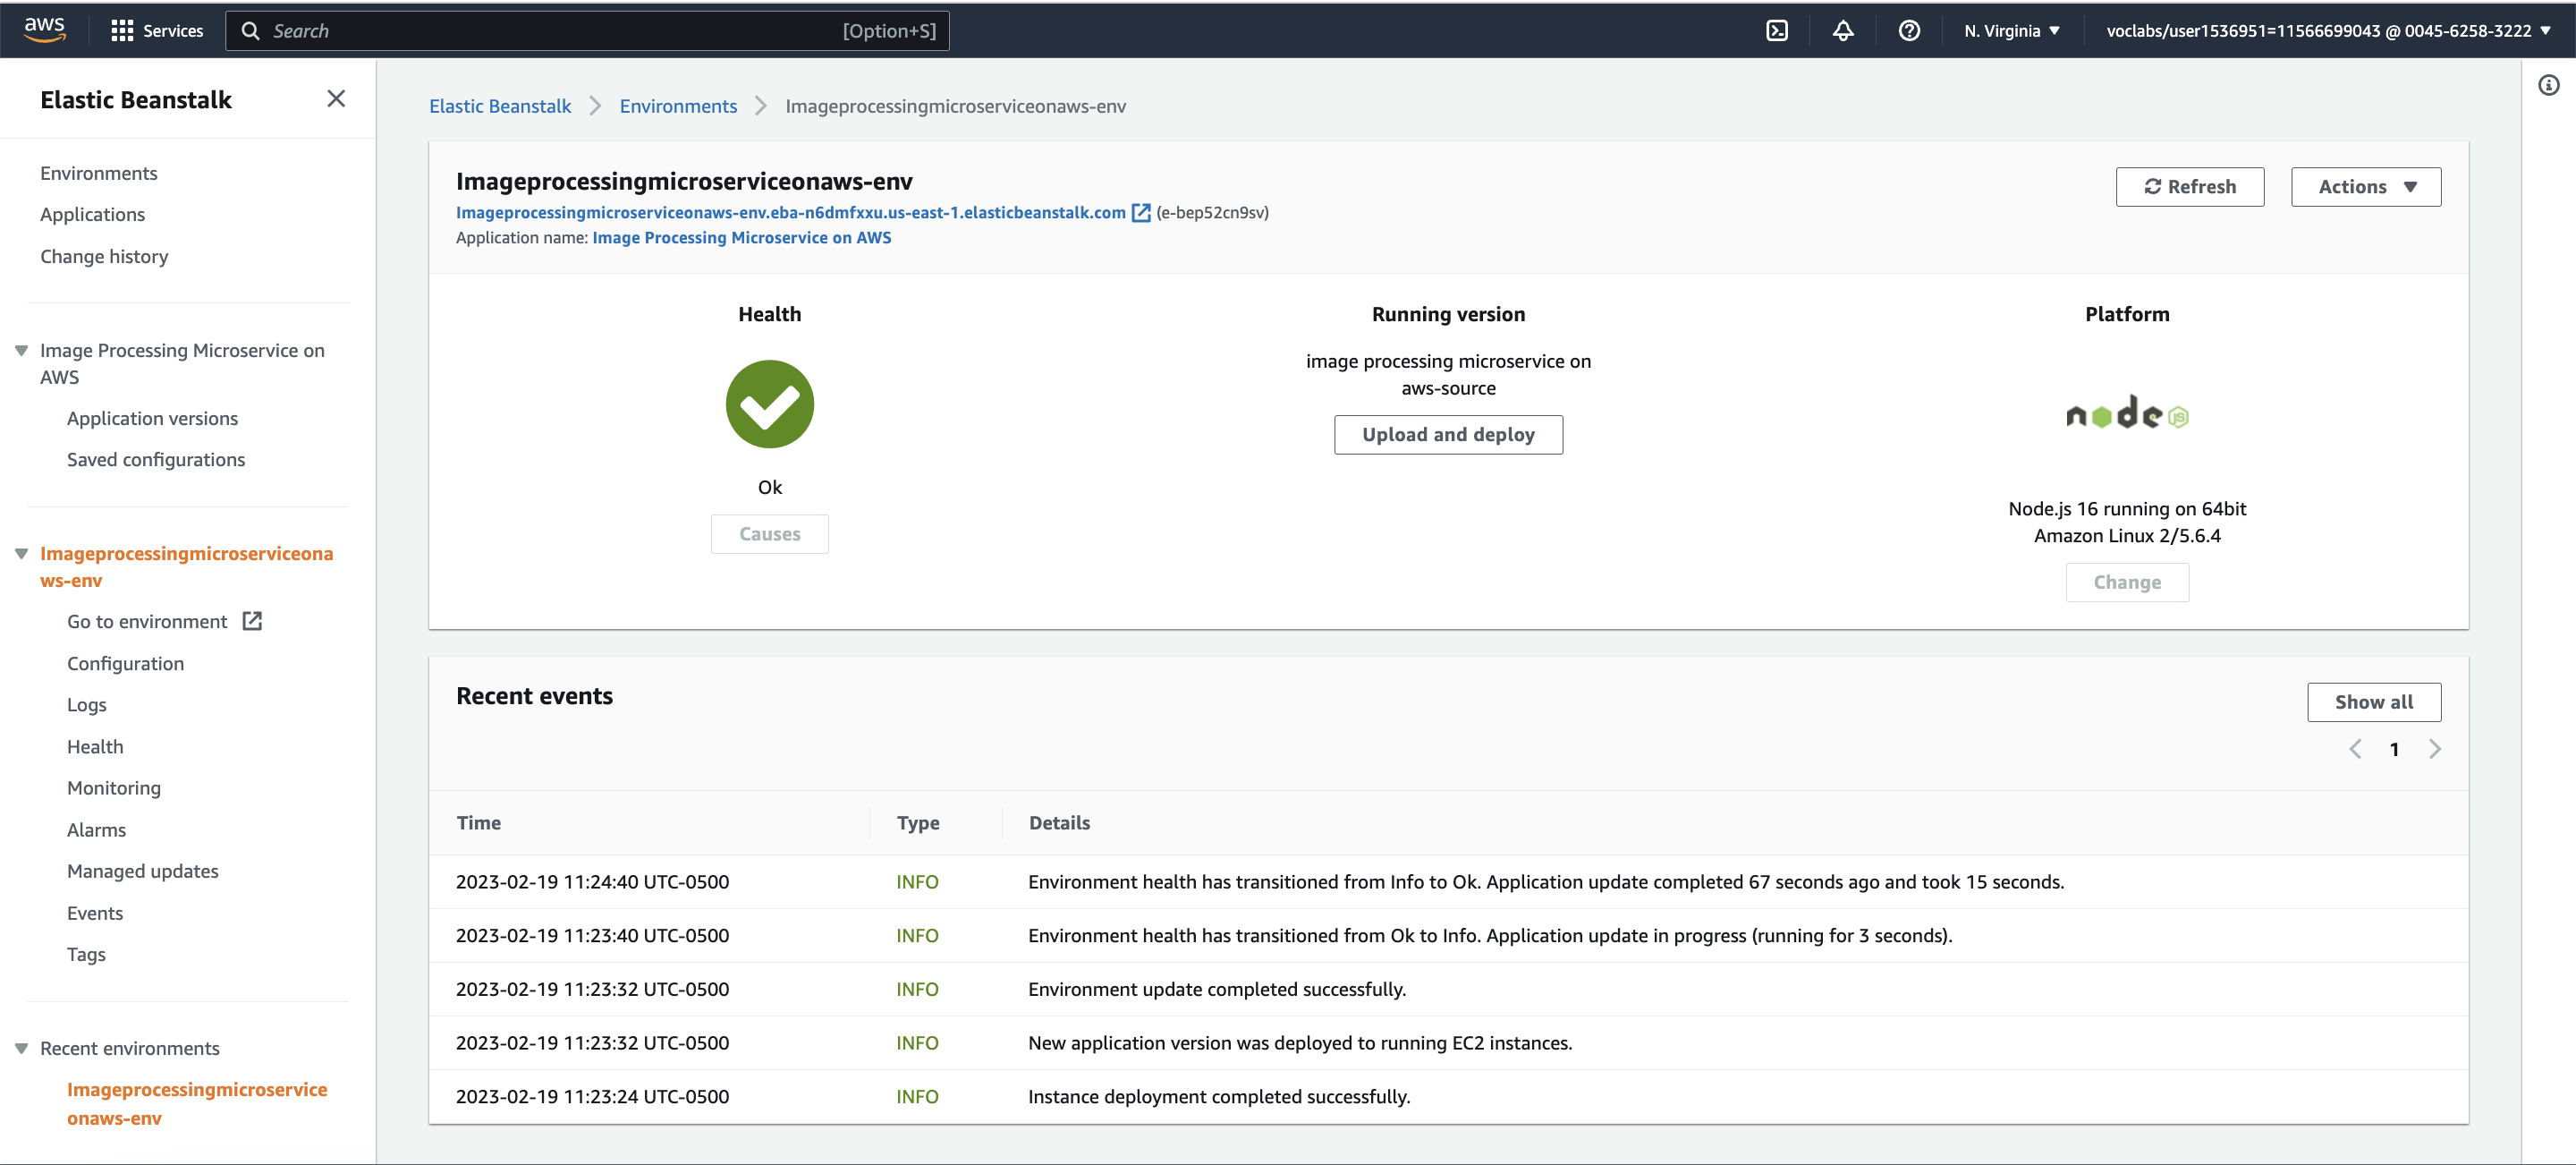 aws
Services
Search
[Option+S]
N. Virginia
voclabs/user1536951=11566699043 @ 0045-6258-3222
Elastic Beanstalk
Environments
Applications
Change history
Image Processing Microservice on
AWS
Application versions
Saved configurations
Imageprocessingmicroserviceona
ws-env
Go to environment
Configuration
Logs
Health
Monitoring
Alarms
Managed updates
Events
Tags
Recent environments
Imageprocessingmicroservice
onaws-env
Elastic Beanstalk > Environments > Imageprocessingmicroserviceonaws-env
Imageprocessingmicroserviceonaws-env
Imageprocessingmicroserviceonaws-env.eba-n6dmfxxu.us-east-1.elasticbeanstalk.com (e-bep52cn9sv)
Application name: Image Processing Microservice on AWS
Refresh
Actions
Health
Ok
Causes
Running version
image processing microservice on
aws-source
Upload and deploy
Platform
node JS
Node.js 16 running on 64bit
Amazon Linux 2/5.6.4
Change
Recent events
Show all
1
Time Type Details
2023-02-19 11:24:40 UTC-0500 INFO Environment health has transitioned from Info to Ok. Application update completed 67 seconds ago and took 15 seconds.
2023-02-19 11:23:40 UTC-0500 INFO Environment health has transitioned from Ok to Info. Application update in progress (running for 3 seconds).
2023-02-19 11:23:32 UTC-0500 INFO Environment update completed successfully.
2023-02-19 11:23:32 UTC-0500 INFO New application version was deployed to running EC2 instances.
2023-02-19 11:23:24 UTC-0500 INFO Instance deployment completed successfully.